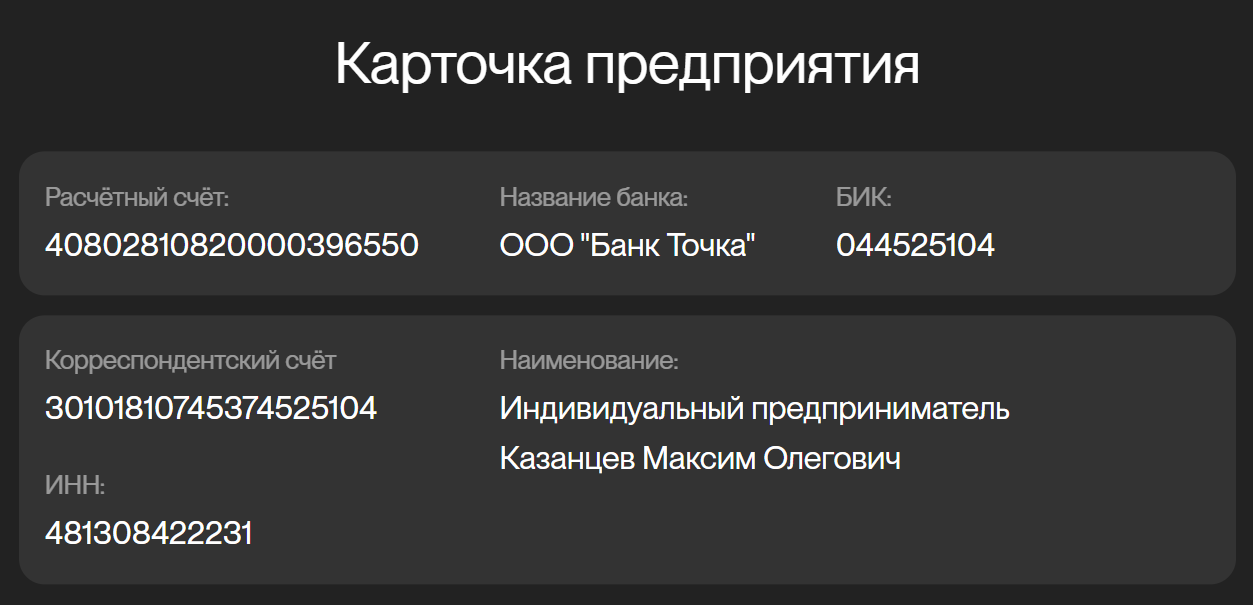 Карточка предприятия
Расчётный счёт:
40802810820000396550
Название банка:
ООО "Банк Точка"
БИК:
044525104
Корреспондентский счёт
30101810745374525104
Наименование:
Индивидуальный предприниматель
Казанцев Максим Олегович
ИНН:
481308422231